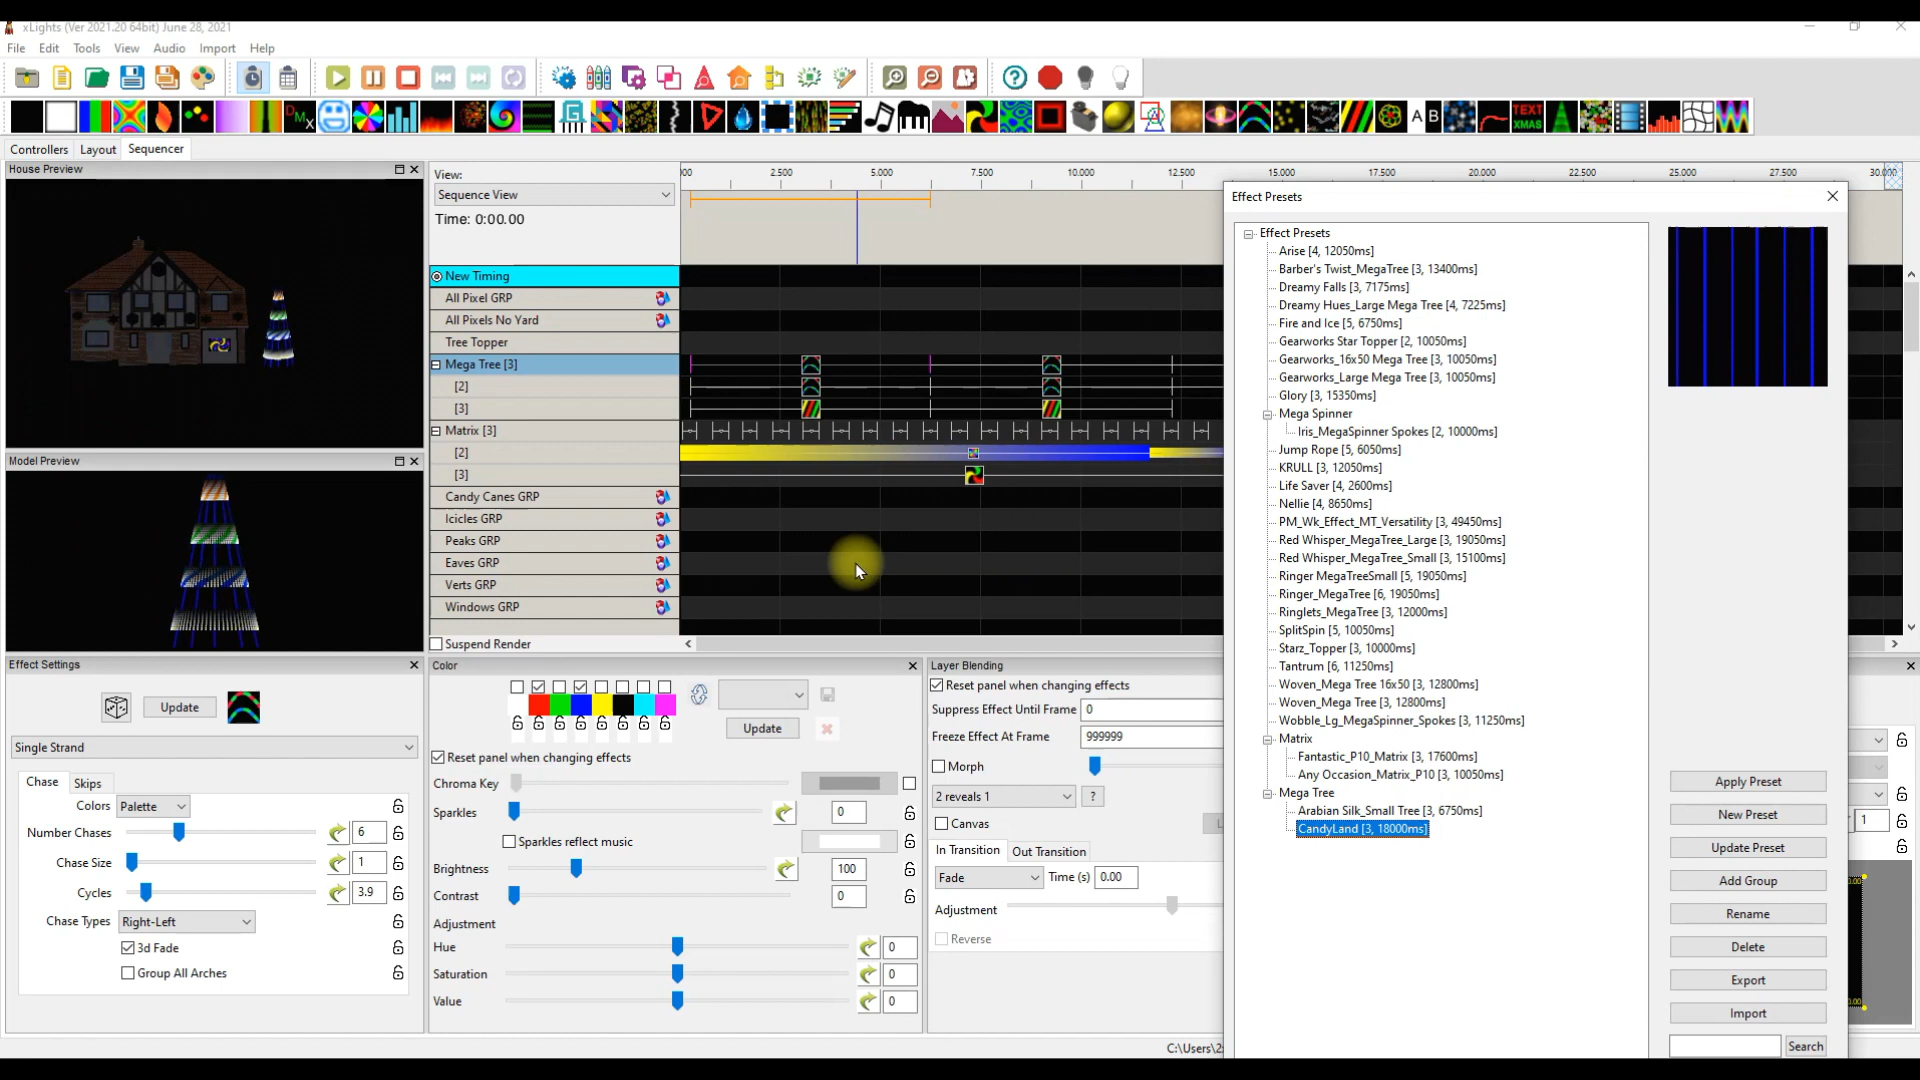 xLights (Ver 2021.20 64bit) June 28, 2021
File Edit Tools View Audio Import Help
Controllers Layout Sequencer
House Preview
View:
Sequence View
Time: 0:00.00
2.500 5.000 7.500 10.000 12.500 15.000 17.500 20.000 22.500 25.000 27.500 30.000
New Timing
All Pixel GRP
All Pixels No Yard
Tree Topper
Mega Tree [3]
[2]
[3]
Matrix [3]
[2]
[3]
Candy Canes GRP
Icicles GRP
Peaks GRP
Eaves GRP
Verts GRP
Windows GRP
Suspend Render
Model Preview
Effect Settings
Update
Single Strand
Chase Skips
Colors Palette
Number Chases 6
Chase Size 1
Cycles 3.9
Chase Types Right-Left
3d Fade
Group All Arches
Color
Update
Reset panel when changing effects
Chroma Key
Sparkles 0
Sparkles reflect music
Brightness 100
Contrast 0
Adjustment
Hue 0
Saturation 0
Value 0
Layer Blending
Reset panel when changing effects
Suppress Effect Until Frame 0
Freeze Effect At Frame 999999
Morph
2 reveals 1 ?
Canvas
In Transition Out Transition
Fade Time (s) 0.00
Adjustment
Reverse
C:\Users\2
Effect Presets
Effect Presets
Arise [4, 12050ms]
Barber's Twist_MegaTree [3, 13400ms]
Dreamy Falls [3, 7175ms]
Dreamy Hues_Large Mega Tree [4, 7225ms]
Fire and Ice [5, 6750ms]
Gearworks Star Topper [2, 10050ms]
Gearworks_16x50 Mega Tree [3, 10050ms]
Gearworks_Large Mega Tree [3, 10050ms]
Glory [3, 15350ms]
Mega Spinner
Iris_MegaSpinner Spokes [2, 10000ms]
Jump Rope [5, 6050ms]
KRULL [3, 12050ms]
Life Saver [4, 2600ms]
Nellie [4, 8650ms]
PM_Wk_Effect_MT_Versatility [3, 49450ms]
Red Whisper_MegaTree_Large [3, 19050ms]
Red Whisper_MegaTree_Small [3, 15100ms]
Ringer MegaTreeSmall [5, 19050ms]
Ringer_MegaTree [6, 19050ms]
Ringlets_MegaTree [3, 12000ms]
SplitSpin [5, 10050ms]
Starz_Topper [3, 10000ms]
Tantrum [6, 11250ms]
Woven_Mega Tree 16x50 [3, 12800ms]
Woven_Mega Tree [3, 12800ms]
Wobble_Lg_MegaSpinner_Spokes [3, 11250ms]
Matrix
Fantastic_P10_Matrix [3, 17600ms]
Any Occasion_Matrix_P10 [3, 10050ms]
Mega Tree
Arabian Silk_Small Tree [3, 6750ms]
CandyLand [3, 18000ms]
Apply Preset
New Preset
Update Preset
Add Group
Rename
Delete
Export
Import
Search
1